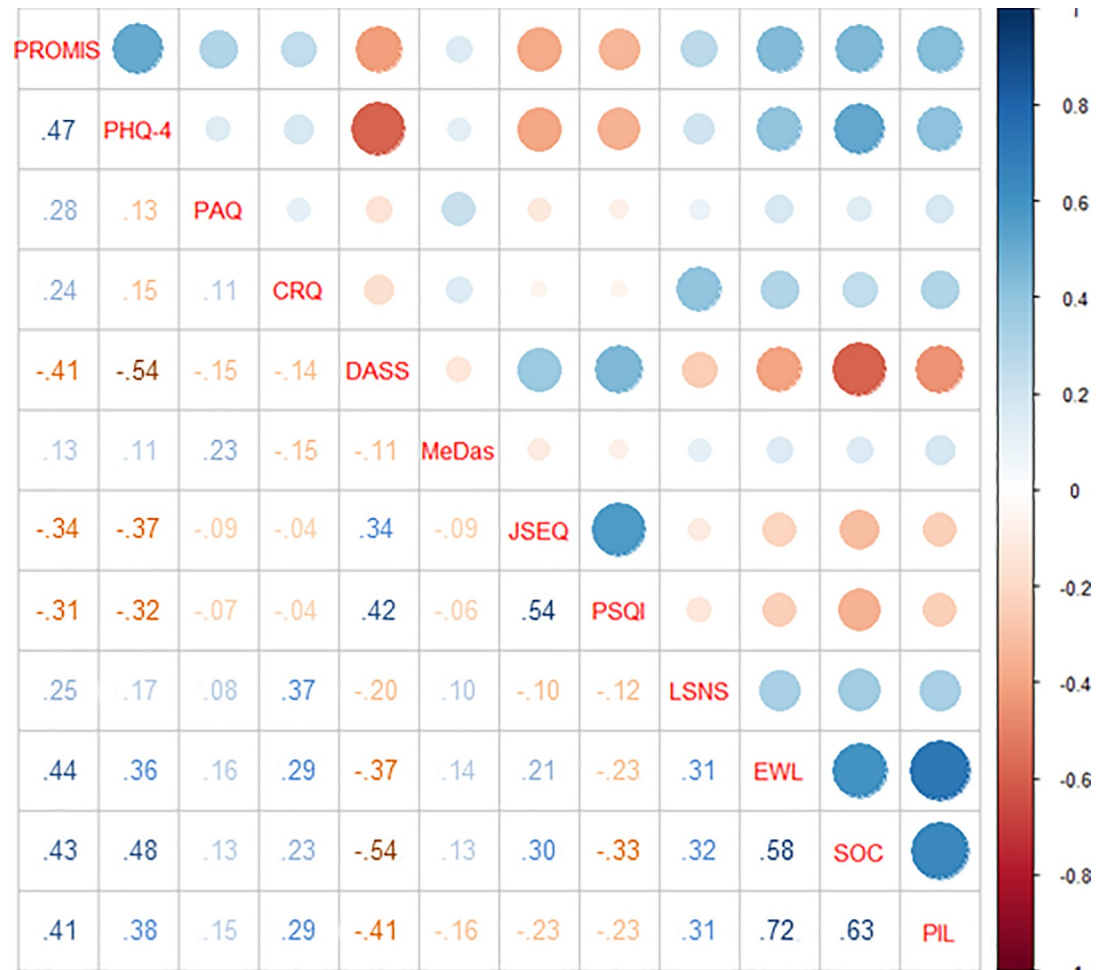 PROMIS
.47 PHQ-4
.28 .13 PAQ
.24 .15 .11 CRQ
-.41 -.54 -.15 -.14 DASS
.13 .11 .23 -.15 -.11 MeDas
-.34 -.37 -.09 -.04 .34 -.09 JSEQ
-.31 -.32 -.07 -.04 .42 -.06 .54 PSQI
.25 .17 .08 .37 -.20 .10 -.10 -.12 LSNS
.44 .36 .16 .29 -.37 .14 .21 -.23 .31 EWL
.43 .48 .13 .23 -.54 .13 .30 -.33 .32 .58 SOC
.41 .38 .15 .29 -.41 -.16 -.23 -.23 .31 .72 .63 PIL
0.8
0.6
0.4
0.2
0
-0.2
-0.4
-0.6
-0.8